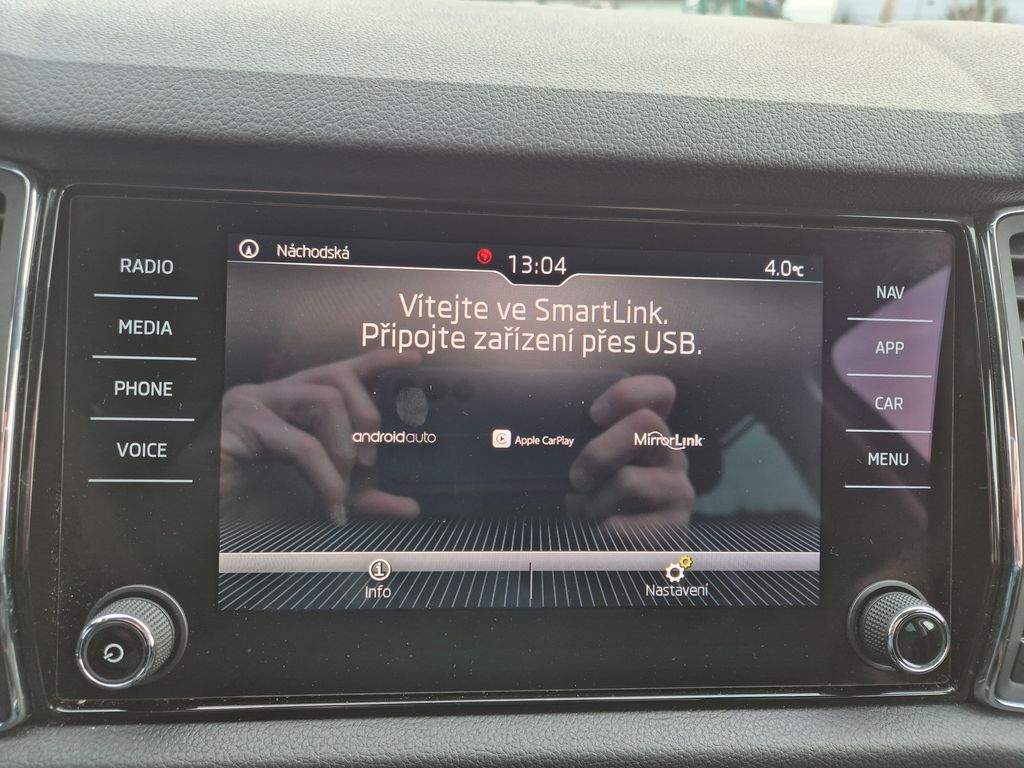 Náchodská
13:04
4.0°C
RADIO
MEDIA
PHONE
VOICE
Vítejte ve SmartLink.
Připojte zařízení přes USB.
androidauto
Apple CarPlay
MirrorLink
Info
Nastavení
NAV
APP
CAR
MENU